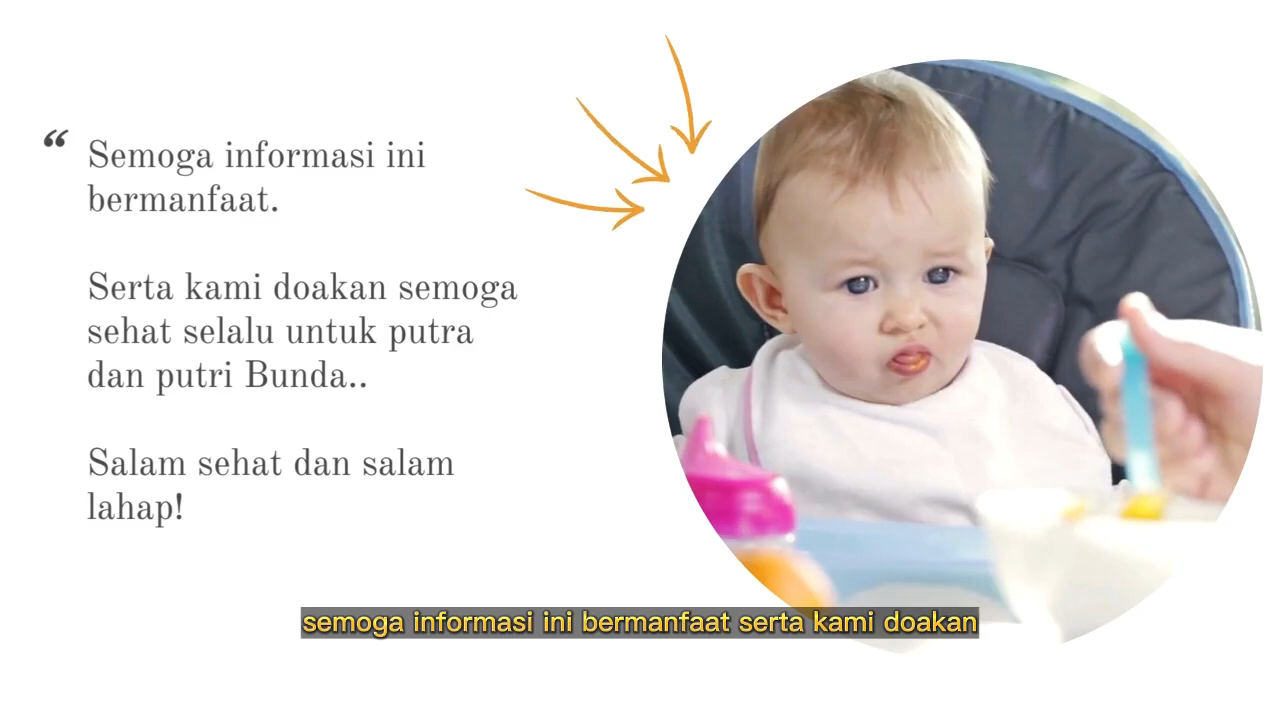 “ Semoga informasi ini
bermanfaat.
Serta kami doakan semoga
sehat selalu untuk putra
dan putri Bunda..
Salam sehat dan salam
lahap!
semoga informasi ini bermanfaat serta kami doakan